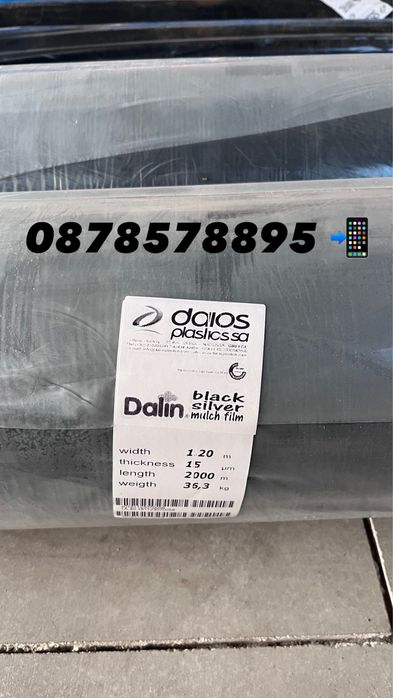 0878578895
daios
plastics.sa
Dalin® black
silver
mulch film
width 1.20 m
thickness 15 μm
length 2000 m
weigth 36,3 kg